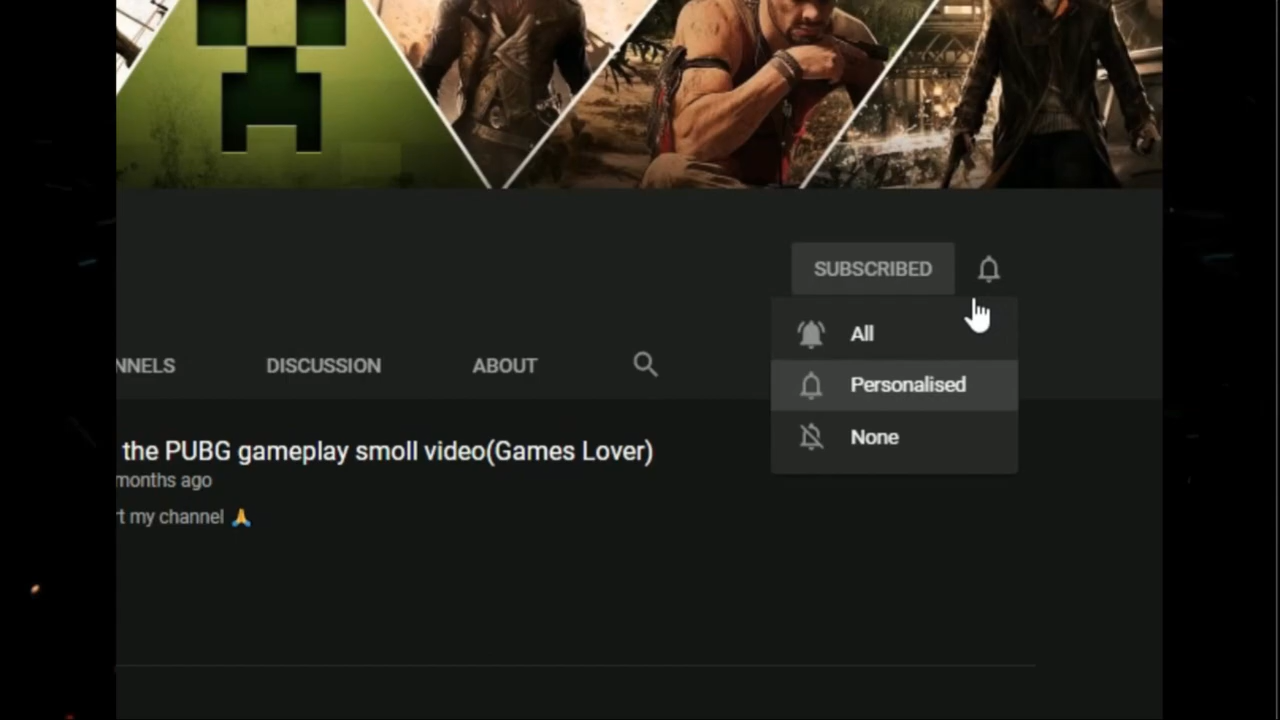 SUBSCRIBED
All
NNELS DISCUSSION ABOUT
Personalised
None
the PUBG gameplay smoll video(Games Lover)
months ago
t my channel 🙏